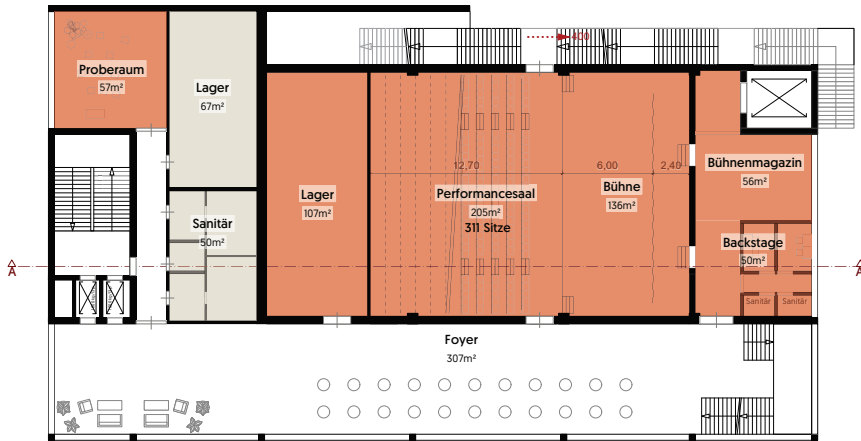 400
Proberaum
57m²
Lager
67m²
12,70
6,00
2,40
Bühnenmagazin
56m²
Lager
107m²
Performancesaal
205m²
311 Sitze
Bühne
136m²
Sanitär
50m²
Backstage
50m²
A
A
Sanitär
Sanitär
Foyer
307m²